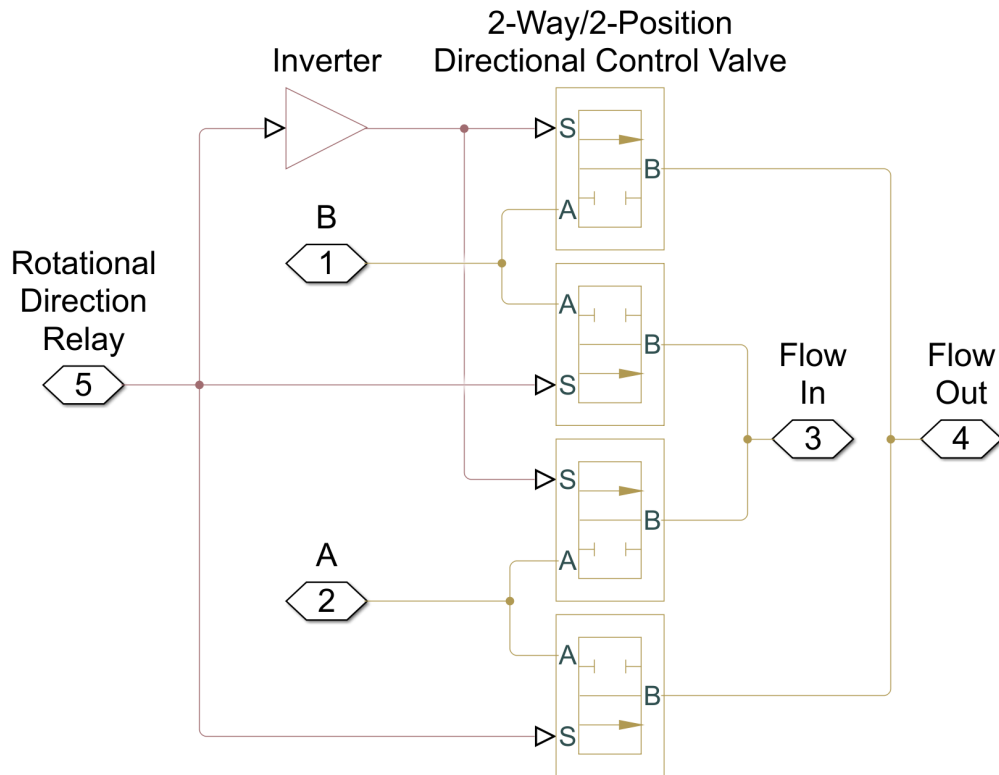 2-Way/2-Position
Inverter
Directional Control Valve
S
B
A
B
1
Rotational
Direction
Relay
5
A
B
S
Flow
In
3
Flow
Out
4
S
B
A
A
2
A
B
S